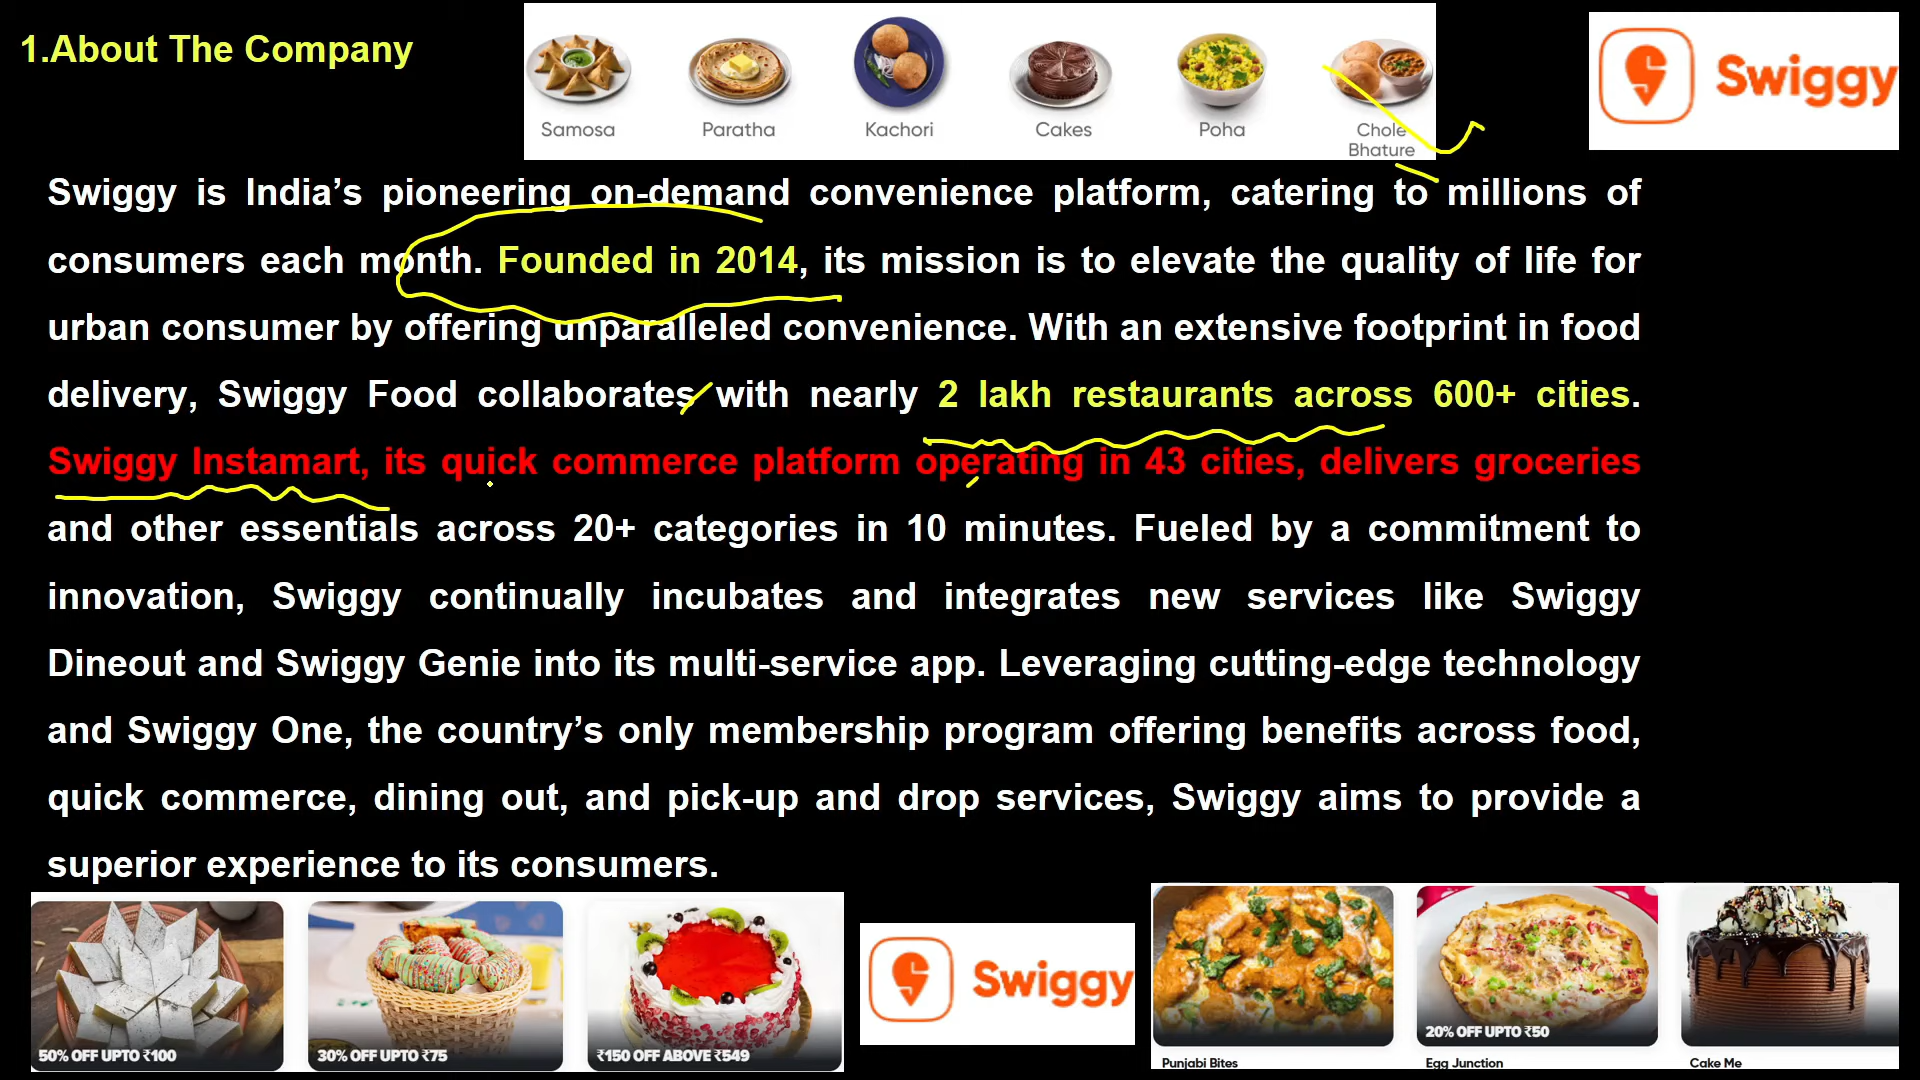 1.About The Company
Samosa
Paratha
Kachori
Cakes
Poha
Chole
Bhature
Swiggy
Swiggy is India’s pioneering on-demand convenience platform, catering to millions of
consumers each month. Founded in 2014, its mission is to elevate the quality of life for
urban consumer by offering unparalleled convenience. With an extensive footprint in food
delivery, Swiggy Food collaborates with nearly 2 lakh restaurants across 600+ cities.
Swiggy Instamart, its quick commerce platform operating in 43 cities, delivers groceries
and other essentials across 20+ categories in 10 minutes. Fueled by a commitment to
innovation, Swiggy continually incubates and integrates new services like Swiggy
Dineout and Swiggy Genie into its multi-service app. Leveraging cutting-edge technology
and Swiggy One, the country’s only membership program offering benefits across food,
quick commerce, dining out, and pick-up and drop services, Swiggy aims to provide a
superior experience to its consumers.
50% OFF UPTO ₹100
30% OFF UPTO ₹75
₹150 OFF ABOVE ₹549
Swiggy
20% OFF UPTO ₹50
Punjabi Bites
Egg Junction
Cake Me